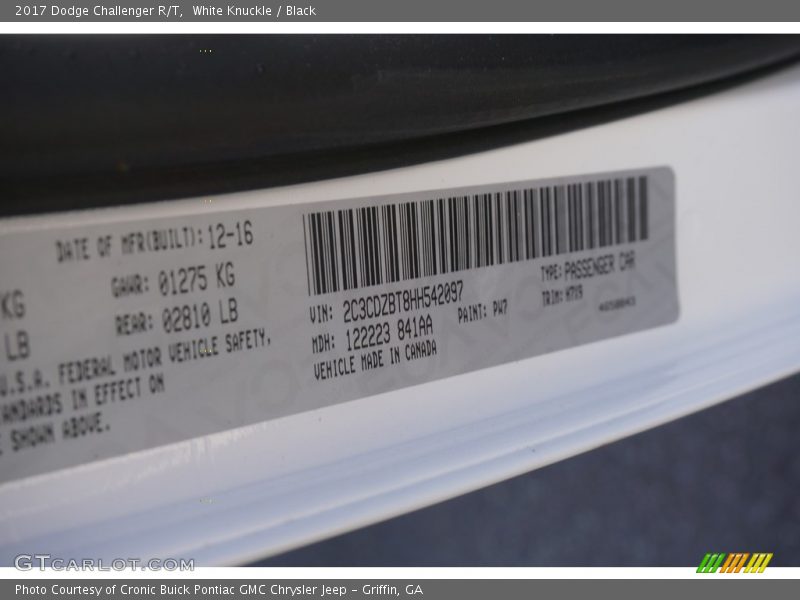 2017 Dodge Challenger R/T, White Knuckle / Black
DATE OF MFR(BUILT): 12-16
KG GAWR: 01275 KG
LB REAR: 02810 LB
U.S.A. FEDERAL MOTOR VEHICLE SAFETY,
ANDARDS IN EFFECT ON
E SHOWN ABOVE.
VIN: 2C3CDZBT8HH542097
MDH: 122223 841AA
VEHICLE MADE IN CANADA
PAINT: PW7
TYPE: PASSENGER CAR
TRIM:
GTCARLOT.COM
Photo Courtesy of Cronic Buick Pontiac GMC Chrysler Jeep – Griffin, GA